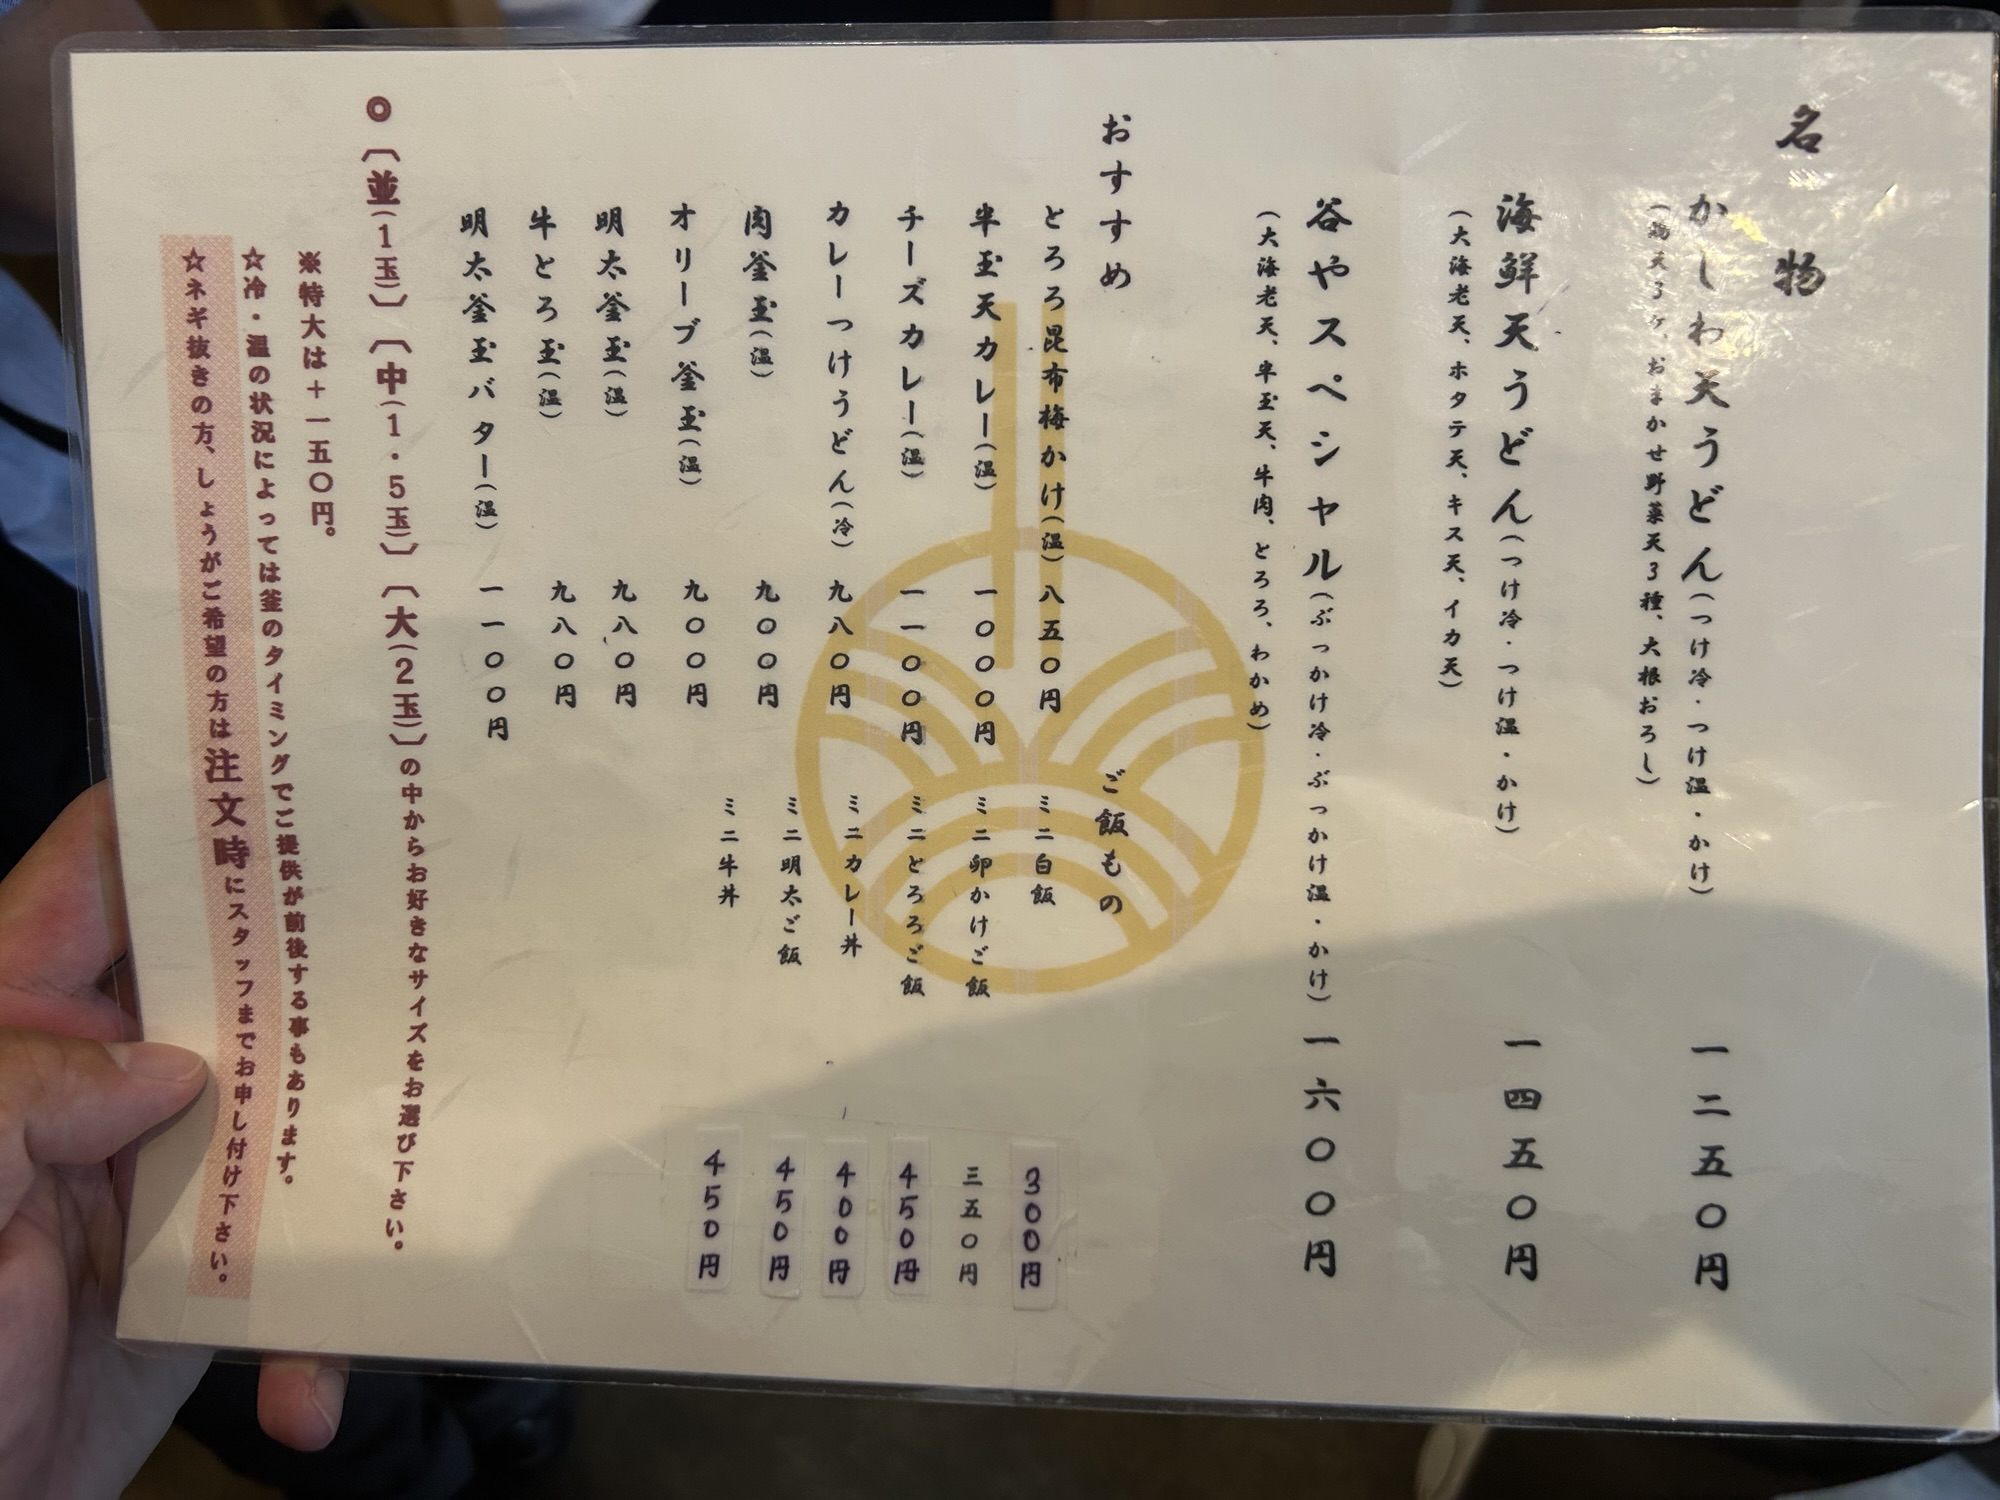 名物
かしわ天うどん(つけ冷・つけ温・かけ) 一二五〇円
(鶏天3ヶ、おまかせ野菜天3種、大根おろし)
海鮮天うどん(つけ冷・つけ温・かけ) 一四五〇円
(大海老天、ホタテ天、キス天、イカ天)
谷やスペシャル(ぶっかけ冷・ぶっかけ温・かけ) 一六〇〇円
(大海老天、半玉天、牛肉、とろろ、わかめ)
おすすめ
とろろ昆布梅かけ(温) 八五〇円
半玉天カレー(温) 一〇〇〇円
チーズカレー(温) 一一〇〇円
カレーつけうどん(冷) 九八〇円
肉釜玉(温) 九〇〇円
オリーブ釜玉(温) 九〇〇円
明太釜玉(温) 九八〇円
牛とろ玉(温) 九八〇円
明太釜玉バター(温) 一一〇〇円
ご飯もの
ミニ白飯 300円
ミニ卵かけご飯 三五〇円
ミニとろろご飯 450円
ミニカレー丼 400円
ミニ明太ご飯 450円
ミニ牛丼 450円
◎〔並(1玉)〕〔中(1・5玉)〕〔大(2玉)〕の中からお好きなサイズをお選び下さい。
※特大は+一五〇円。
☆冷・温の状況によっては釜のタイミングでご提供が前後する事もあります。
☆ネギ抜きの方、しょうがご希望の方は注文時にスタッフまでお申し付け下さい。